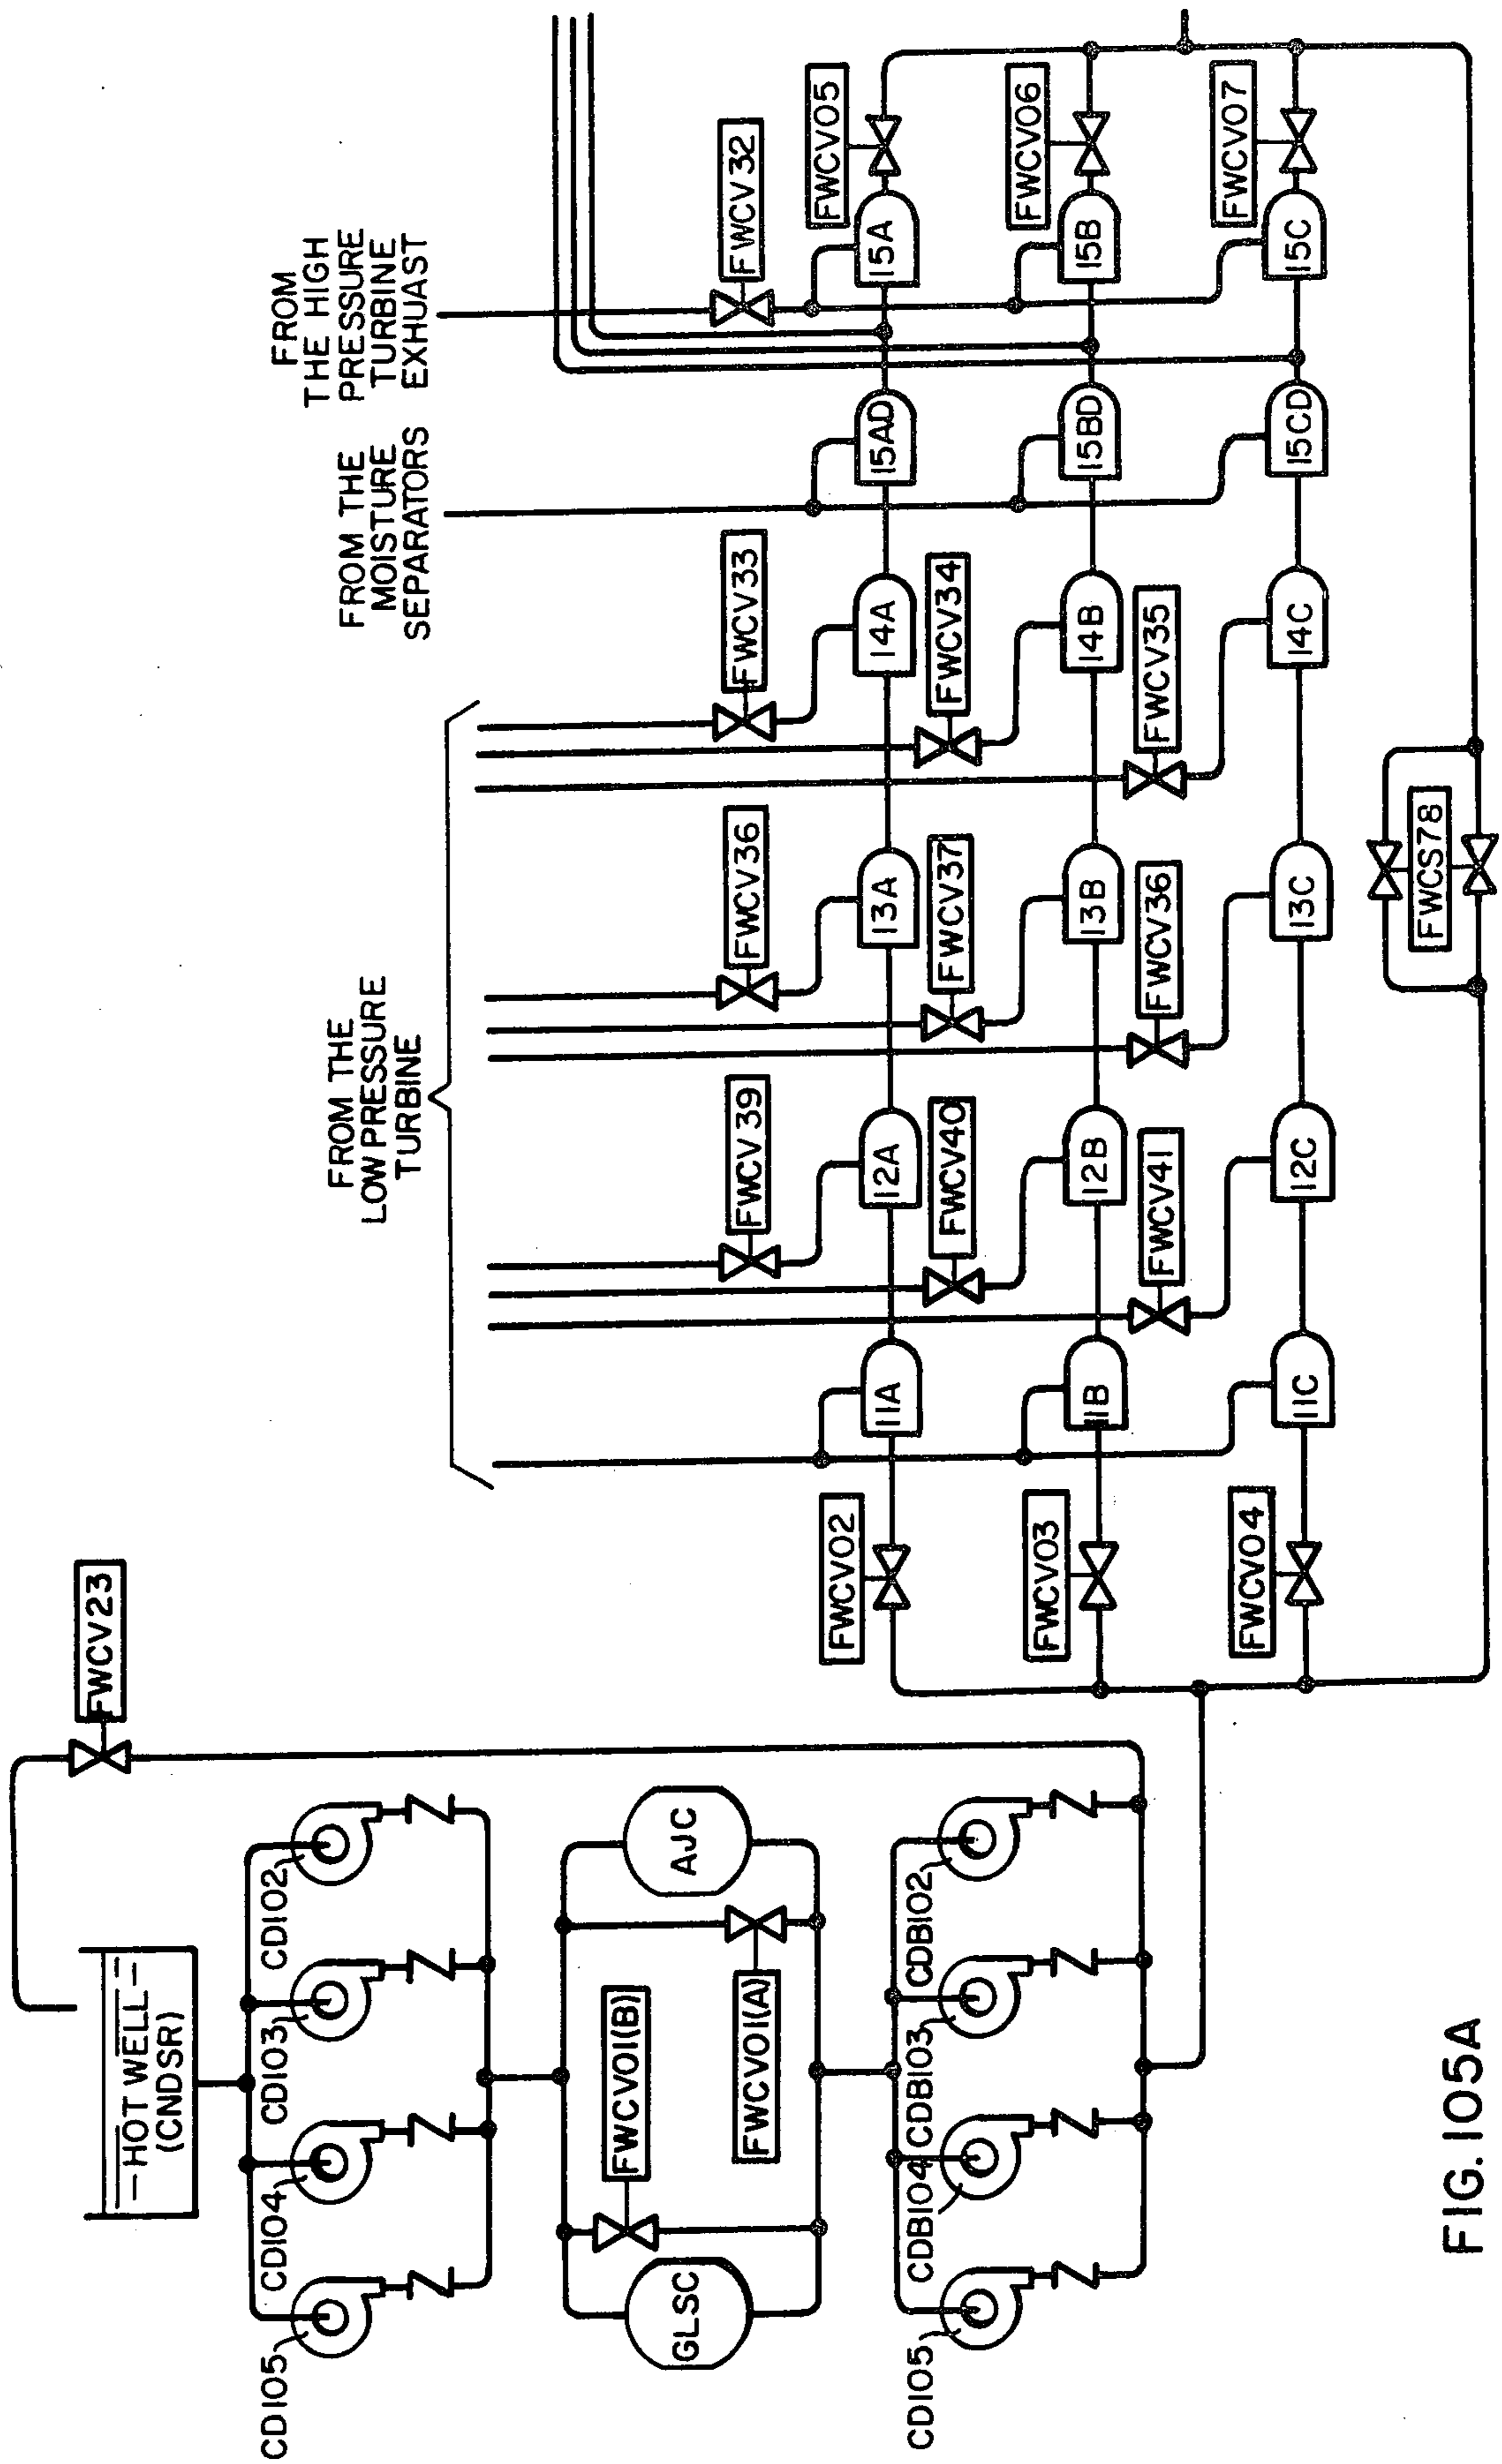 FWCV23
HOT WELL
(CNDSR)
CD102
CD103
CD104
CD105
AJC
GLSC
FWCV01(B)
FWCV01(A)
CDB102
CDB103
CDB104
CD105
FROM THE
LOW PRESSURE
TURBINE
FROM THE
MOISTURE
SEPARATORS
FROM
THE HIGH
PRESSURE
TURBINE
EXHUAST
FWCV39
FWCV36
FWCV33
FWCV32
FWCV02
11A
12A
13A
14A
15AD
15A
FWCV05
FWCV40
FWCV37
FWCV34
FWCV03
11B
12B
13B
14B
15BD
15B
FWCV06
FWCV41
FWCV36
FWCV35
FWCV04
11C
12C
13C
14C
15CD
15C
FWCV07
FWCS78
FIG. 105A